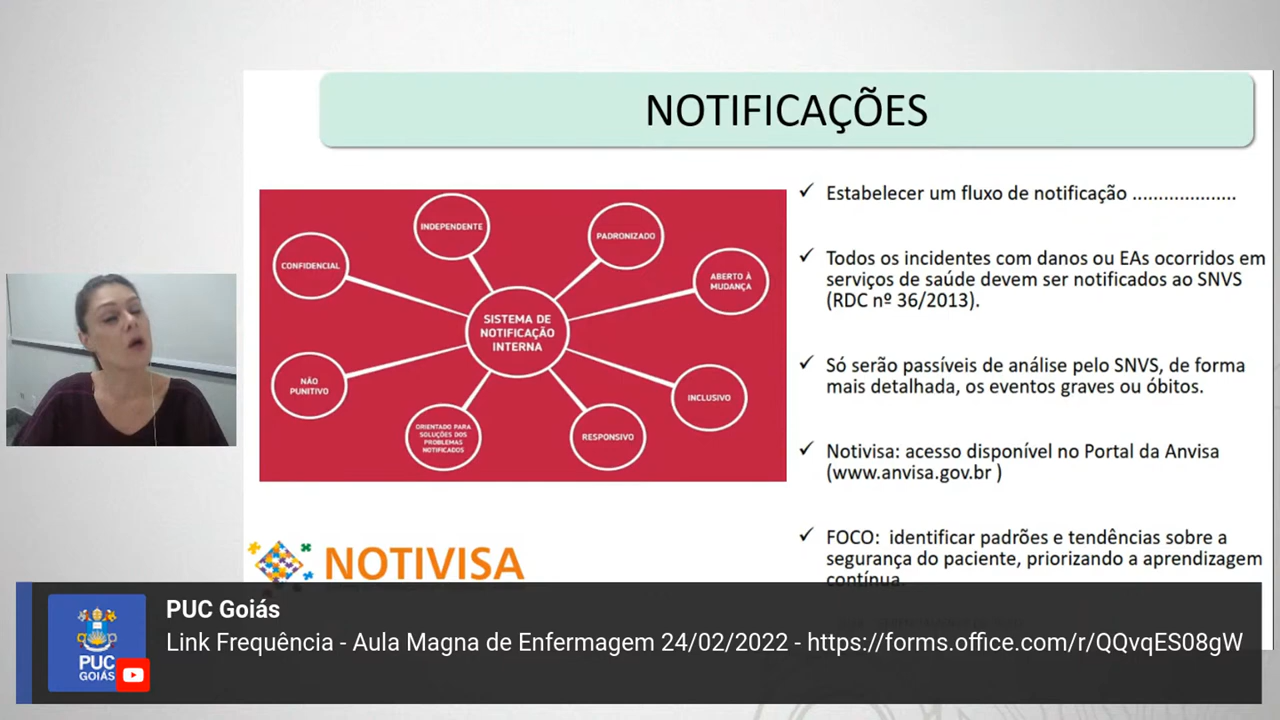 NOTIFICAÇÕES
INDEPENDENTE
PADRONIZADO
CONFIDENCIAL
ABERTO À
MUDANÇA
SISTEMA DE
NOTIFICAÇÃO
INTERNA
NÃO
PUNITIVO
INCLUSIVO
ORIENTADO PARA
SOLUÇÕES DOS
PROBLEMAS
NOTIFICADOS
RESPONSIVO
✓ Estabelecer um fluxo de notificação ....................
✓ Todos os incidentes com danos ou EAs ocorridos em
serviços de saúde devem ser notificados ao SNVS
(RDC nº 36/2013).
✓ Só serão passíveis de análise pelo SNVS, de forma
mais detalhada, os eventos graves ou óbitos.
✓ Notivisa: acesso disponível no Portal da Anvisa
(www.anvisa.gov.br )
✓ FOCO: identificar padrões e tendências sobre a
segurança do paciente, priorizando a aprendizagem
contínua.
NOTIVISA
PUC
GOIÁS
PUC Goiás
Link Frequência - Aula Magna de Enfermagem 24/02/2022 - https://forms.office.com/r/QQvqES08gW